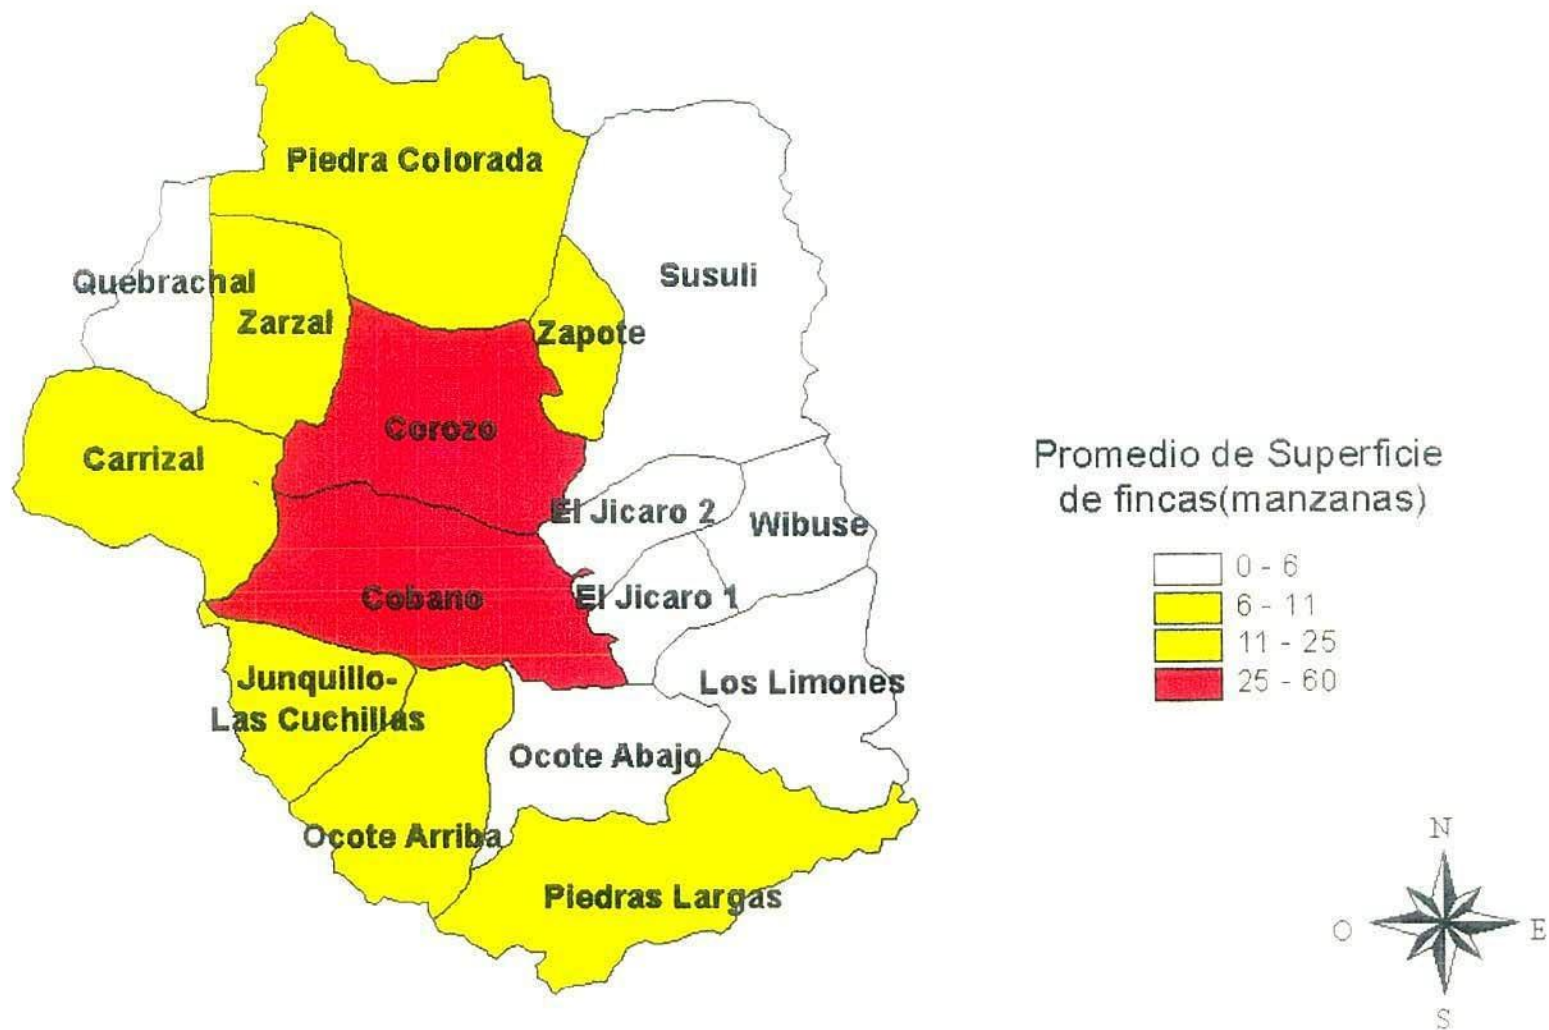 Piedra Colorada
Quebrachal
Susuli
Zarzal
Zapote
Corozo
Carrizal
El Jicaro 2
Wibuse
Cobano
El Jicaro 1
Junquillo-
Las Cuchillas
Los Limones
Ocote Abajo
Ocote Arriba
Piedras Largas
Promedio de Superficie
de fincas(manzanas)
0 - 6
6 - 11
11 - 25
25 - 60
N
O
E
S